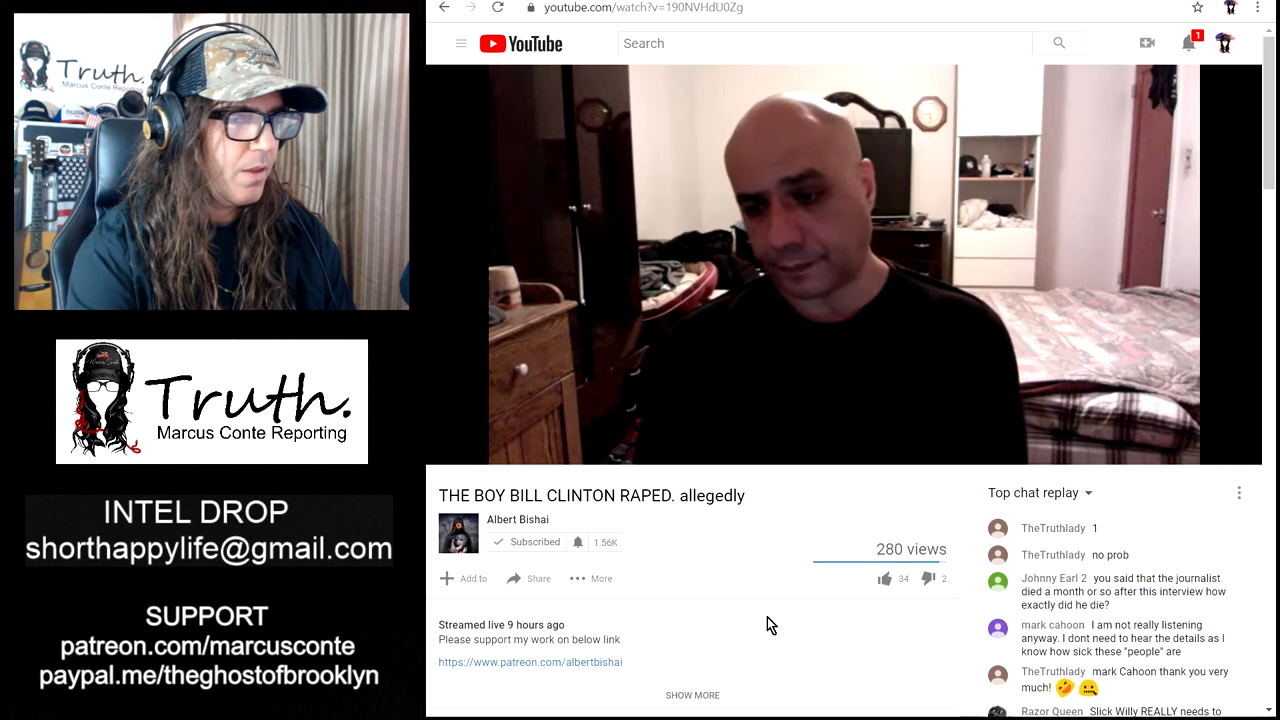 Truth.
Marcus Conte Reporting
Truth.
Marcus Conte Reporting
INTEL DROP
shorthappylife@gmail.com
SUPPORT
patreon.com/marcusconte
paypal.me/theghostofbrooklyn
youtube.com/watch?v=190NVHdU0Zg
YouTube
Search
1
THE BOY BILL CLINTON RAPED. allegedly
Albert Bishai
Subscribed 1.56K
280 views
Add to Share More 34 2
Streamed live 9 hours ago
Please support my work on below link
https://www.patreon.com/albertbishai
SHOW MORE
Top chat replay
TheTruthlady 1
TheTruthlady no prob
Johnny Earl 2 you said that the journalist
died a month or so after this interview how
exactly did he die?
mark cahoon I am not really listening
anyway. I dont need to hear the details as I
know how sick these "people" are
TheTruthlady mark Cahoon thank you very
much!
Razor Queen Slick Willy REALLY needs to